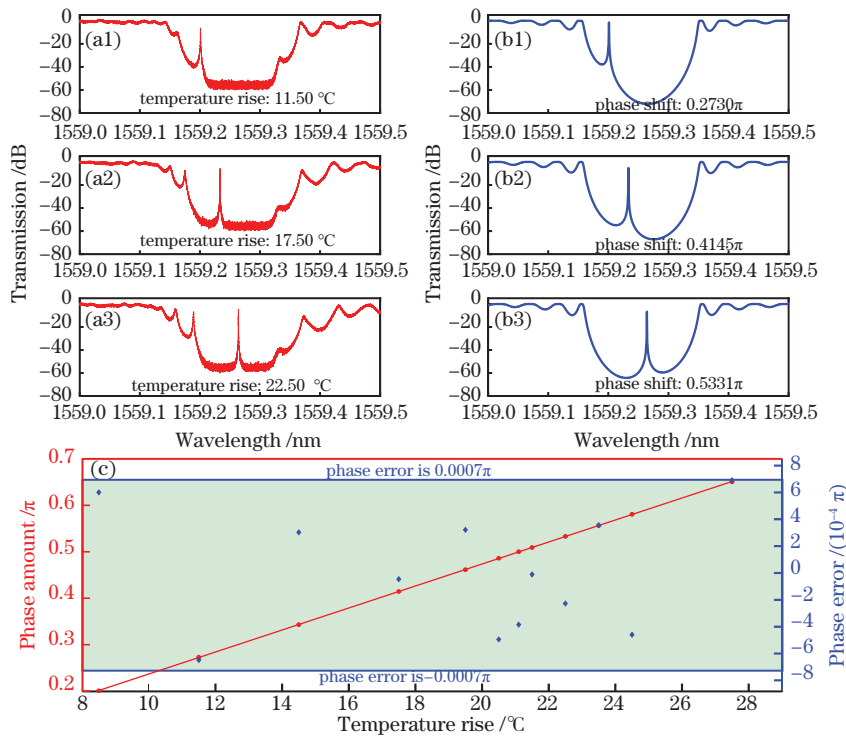 0
−20
−40
−60
−80
(a1)
temperature rise: 11.50 ℃
1559.0 1559.1 1559.2 1559.3 1559.4 1559.5
0
−20
−40
−60
−80
(b1)
phase shift: 0.2730π
1559.0 1559.1 1559.2 1559.3 1559.4 1559.5
Transmission /dB
0
−20
−40
−60
−80
(a2)
temperature rise: 17.50 ℃
1559.0 1559.1 1559.2 1559.3 1559.4 1559.5
Transmission /dB
0
−20
−40
−60
−80
(b2)
phase shift: 0.4145π
1559.0 1559.1 1559.2 1559.3 1559.4 1559.5
0
−20
−40
−60
−80
(a3)
temperature rise: 22.50 ℃
1559.0 1559.1 1559.2 1559.3 1559.4 1559.5
Wavelength /nm
0
−20
−40
−60
−80
(b3)
phase shift: 0.5331π
1559.0 1559.1 1559.2 1559.3 1559.4 1559.5
Wavelength /nm
(c)
phase error is 0.0007π
phase error is−0.0007π
Phase amount /π
0.7
0.6
0.5
0.4
0.3
0.2
8 10 12 14 16 18 20 22 24 26 28
Temperature rise /℃
8
6
4
2
0
−2
−4
−6
−8
Phase error /(10⁻⁴ π)